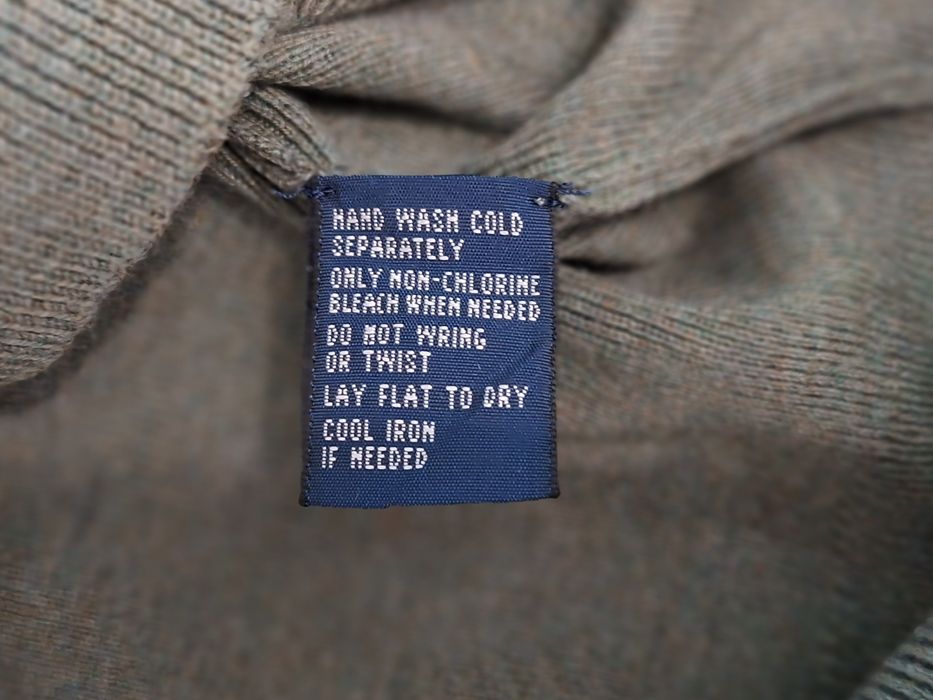 HAND WASH COLD
SEPARATELY
ONLY NON-CHLORINE
BLEACH WHEN NEEDED
DO NOT WRING
OR TWIST
LAY FLAT TO DRY
COOL IRON
IF NEEDED